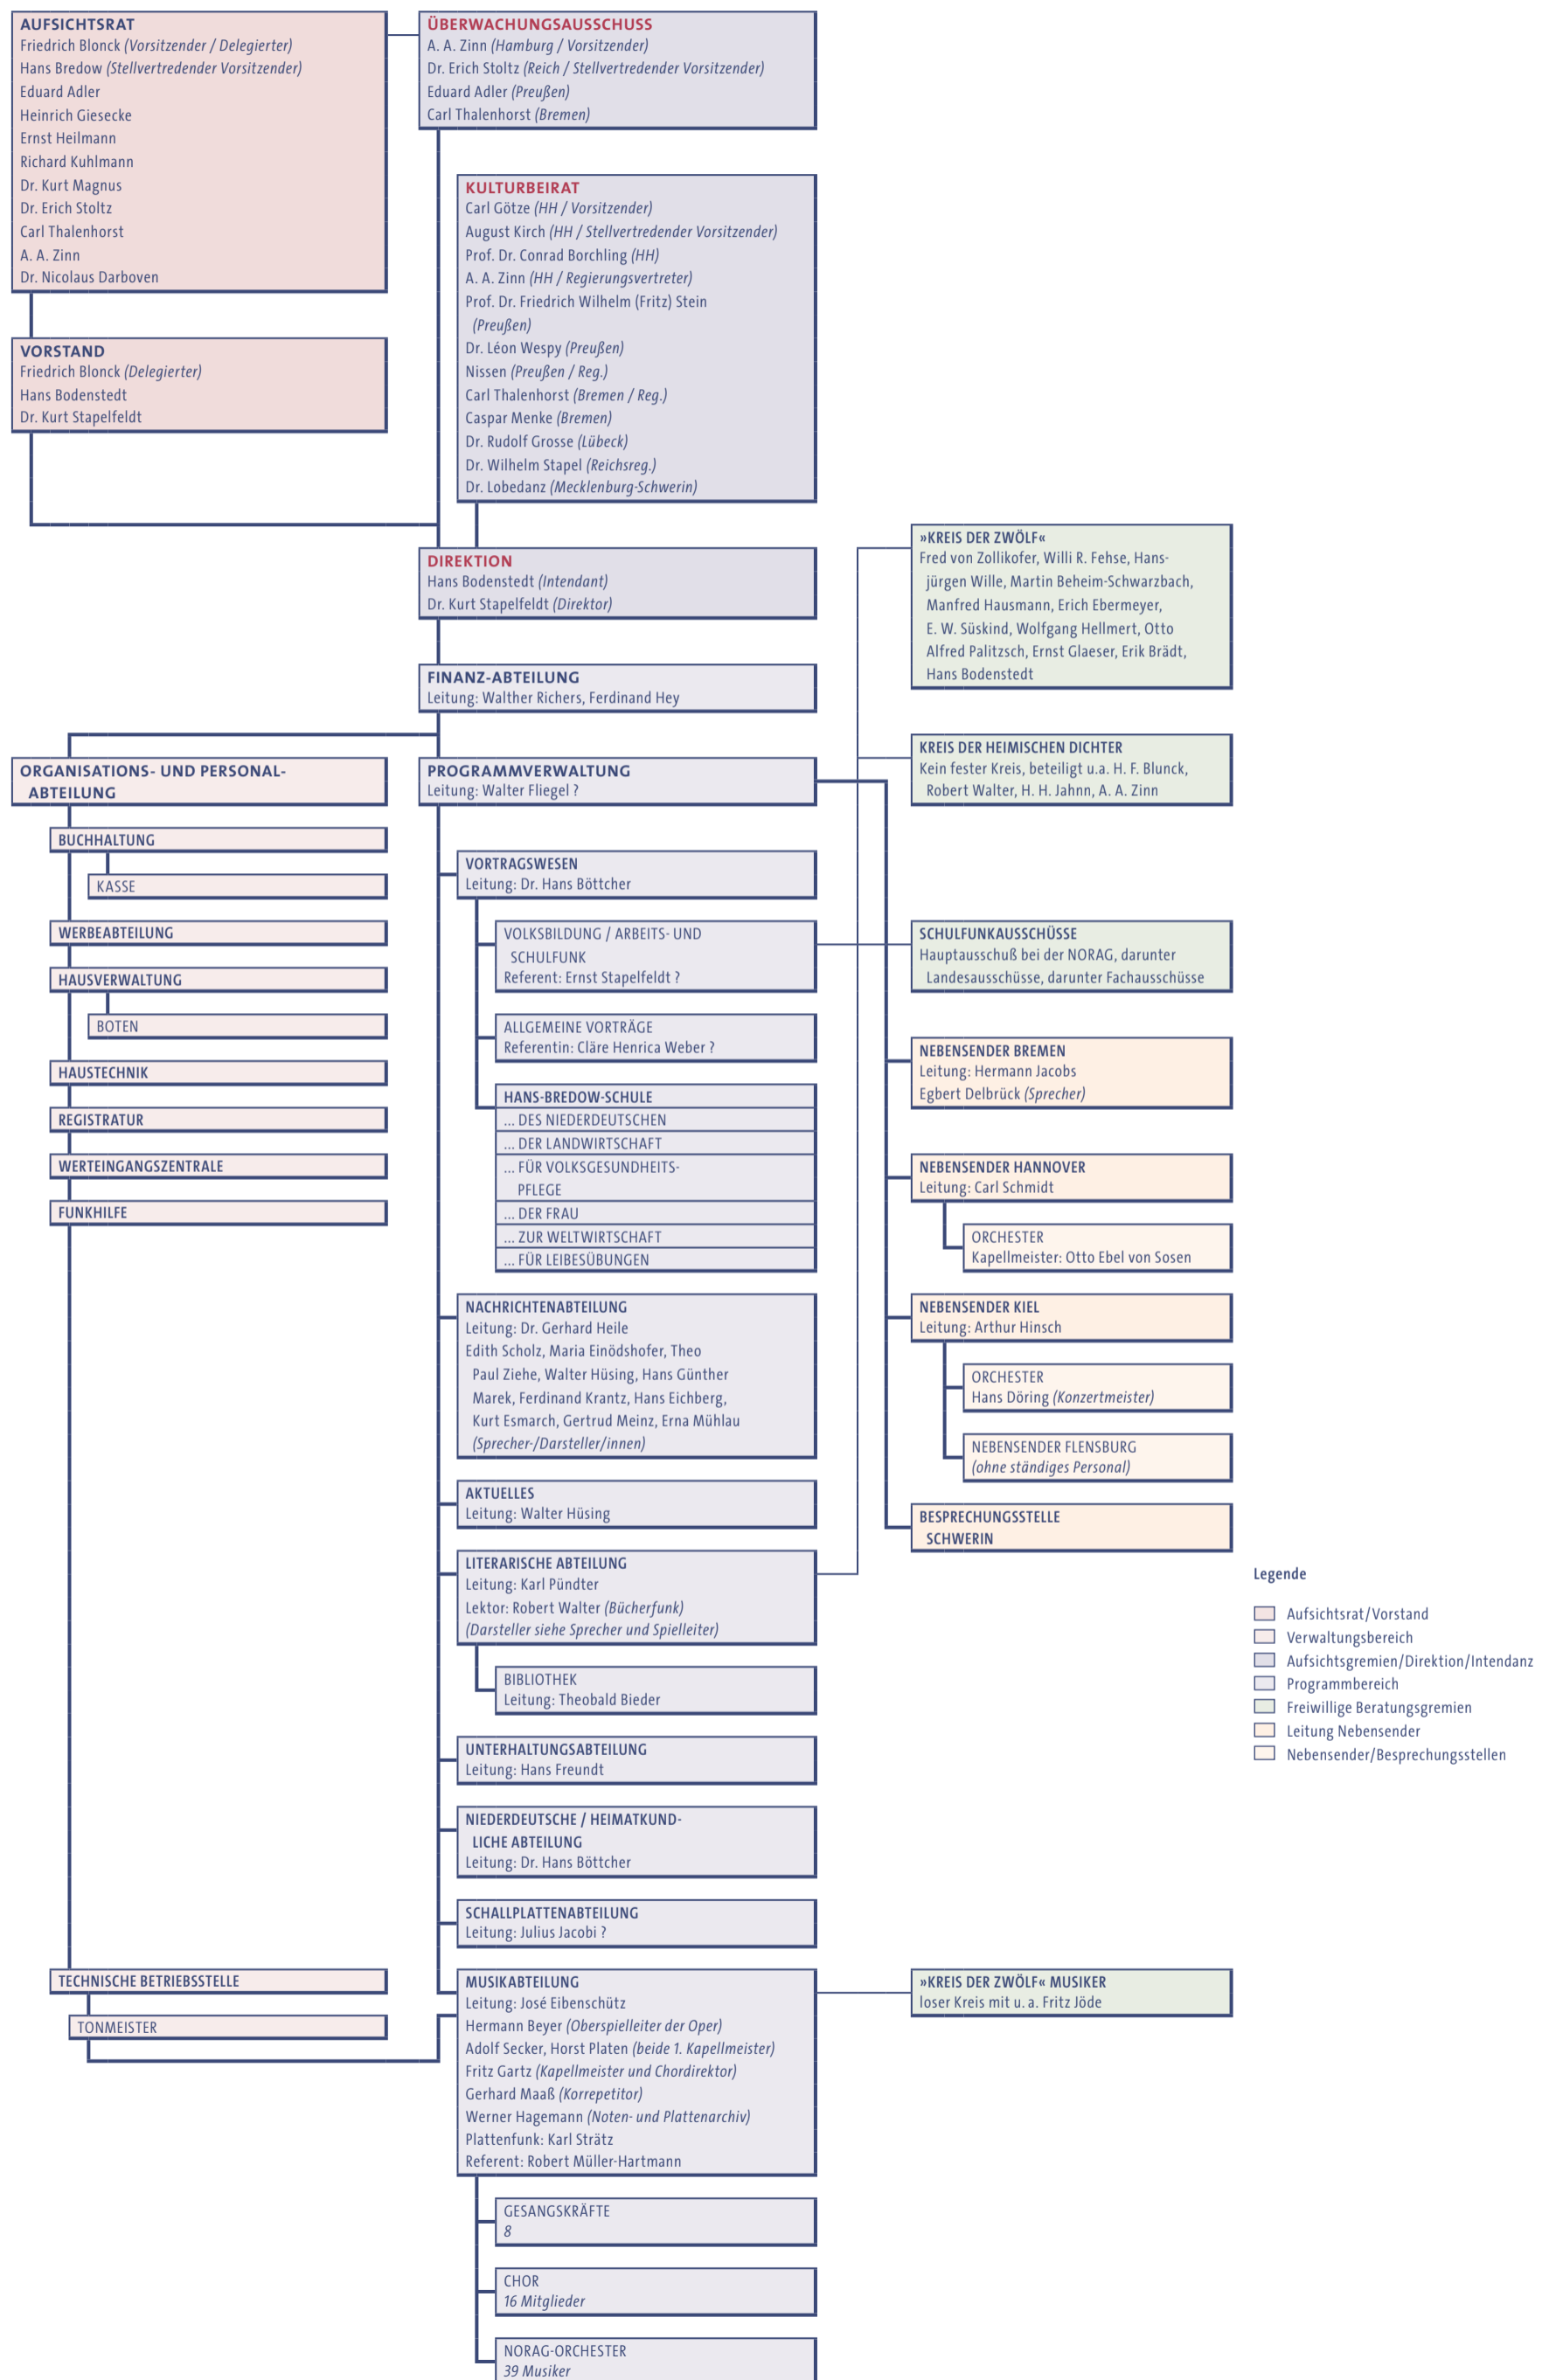 AUFSICHTSRAT
Friedrich Blonck (Vorsitzender / Delegierter)
Hans Bredow (Stellvertredender Vorsitzender)
Eduard Adler
Heinrich Giesecke
Ernst Heilmann
Richard Kuhlmann
Dr. Kurt Magnus
Dr. Erich Stoltz
Carl Thalenhorst
A. A. Zinn
Dr. Nicolaus Darboven
VORSTAND
Friedrich Blonck (Delegierter)
Hans Bodenstedt
Dr. Kurt Stapelfeldt
ÜBERWACHUNGSAUSSCHUSS
A. A. Zinn (Hamburg / Vorsitzender)
Dr. Erich Stoltz (Reich / Stellvertredender Vorsitzender)
Eduard Adler (Preußen)
Carl Thalenhorst (Bremen)
KULTURBEIRAT
Carl Götze (HH / Vorsitzender)
August Kirch (HH / Stellvertredender Vorsitzender)
Prof. Dr. Conrad Borchling (HH)
A. A. Zinn (HH / Regierungsvertreter)
Prof. Dr. Friedrich Wilhelm (Fritz) Stein
(Preußen)
Dr. Léon Wespy (Preußen)
Nissen (Preußen / Reg.)
Carl Thalenhorst (Bremen / Reg.)
Caspar Menke (Bremen)
Dr. Rudolf Grosse (Lübeck)
Dr. Wilhelm Stapel (Reichsreg.)
Dr. Lobedanz (Mecklenburg-Schwerin)
DIREKTION
Hans Bodenstedt (Intendant)
Dr. Kurt Stapelfeldt (Direktor)
FINANZ-ABTEILUNG
Leitung: Walther Richers, Ferdinand Hey
ORGANISATIONS- UND PERSONAL-
ABTEILUNG
BUCHHALTUNG
KASSE
WERBEABTEILUNG
HAUSVERWALTUNG
BOTEN
HAUSTECHNIK
REGISTRATUR
WERTEINGANGSZENTRALE
FUNKHILFE
TECHNISCHE BETRIEBSSTELLE
TONMEISTER
PROGRAMMVERWALTUNG
Leitung: Walter Fliegel ?
VORTRAGSWESEN
Leitung: Dr. Hans Böttcher
VOLKSBILDUNG / ARBEITS- UND
SCHULFUNK
Referent: Ernst Stapelfeldt ?
ALLGEMEINE VORTRÄGE
Referentin: Cläre Henrica Weber ?
HANS-BREDOW-SCHULE
... DES NIEDERDEUTSCHEN
... DER LANDWIRTSCHAFT
... FÜR VOLKSGESUNDHEITS-
PFLEGE
... DER FRAU
... ZUR WELTWIRTSCHAFT
... FÜR LEIBESÜBUNGEN
NACHRICHTENABTEILUNG
Leitung: Dr. Gerhard Heile
Edith Scholz, Maria Einödshofer, Theo
Paul Ziehe, Walter Hüsing, Hans Günther
Marek, Ferdinand Krantz, Hans Eichberg,
Kurt Esmarch, Gertrud Meinz, Erna Mühlau
(Sprecher-/Darsteller/innen)
AKTUELLES
Leitung: Walter Hüsing
LITERARISCHE ABTEILUNG
Leitung: Karl Pündter
Lektor: Robert Walter (Bücherfunk)
(Darsteller siehe Sprecher und Spielleiter)
BIBLIOTHEK
Leitung: Theobald Bieder
UNTERHALTUNGSABTEILUNG
Leitung: Hans Freundt
NIEDERDEUTSCHE / HEIMATKUND-
LICHE ABTEILUNG
Leitung: Dr. Hans Böttcher
SCHALLPLATTENABTEILUNG
Leitung: Julius Jacobi ?
MUSIKABTEILUNG
Leitung: José Eibenschütz
Hermann Beyer (Oberspielleiter der Oper)
Adolf Secker, Horst Platen (beide 1. Kapellmeister)
Fritz Gartz (Kapellmeister und Chordirektor)
Gerhard Maaß (Korrepetitor)
Werner Hagemann (Noten- und Plattenarchiv)
Plattenfunk: Karl Strätz
Referent: Robert Müller-Hartmann
GESANGSKRÄFTE
8
CHOR
16 Mitglieder
NORAG-ORCHESTER
39 Musiker
»KREIS DER ZWÖLF«
Fred von Zollikofer, Willi R. Fehse, Hans-
jürgen Wille, Martin Beheim-Schwarzbach,
Manfred Hausmann, Erich Ebermeyer,
E. W. Süskind, Wolfgang Hellmert, Otto
Alfred Palitzsch, Ernst Glaeser, Erik Brädt,
Hans Bodenstedt
KREIS DER HEIMISCHEN DICHTER
Kein fester Kreis, beteiligt u.a. H. F. Blunck,
Robert Walter, H. H. Jahnn, A. A. Zinn
SCHULFUNKAUSSCHÜSSE
Hauptausschuß bei der NORAG, darunter
Landesausschüsse, darunter Fachausschüsse
NEBENSENDER BREMEN
Leitung: Hermann Jacobs
Egbert Delbrück (Sprecher)
NEBENSENDER HANNOVER
Leitung: Carl Schmidt
ORCHESTER
Kapellmeister: Otto Ebel von Sosen
NEBENSENDER KIEL
Leitung: Arthur Hinsch
ORCHESTER
Hans Döring (Konzertmeister)
NEBENSENDER FLENSBURG
(ohne ständiges Personal)
BESPRECHUNGSSTELLE
SCHWERIN
»KREIS DER ZWÖLF« MUSIKER
loser Kreis mit u. a. Fritz Jöde
Legende
Aufsichtsrat/Vorstand
Verwaltungsbereich
Aufsichtsgremien/Direktion/Intendanz
Programmbereich
Freiwillige Beratungsgremien
Leitung Nebensender
Nebensender/Besprechungsstellen